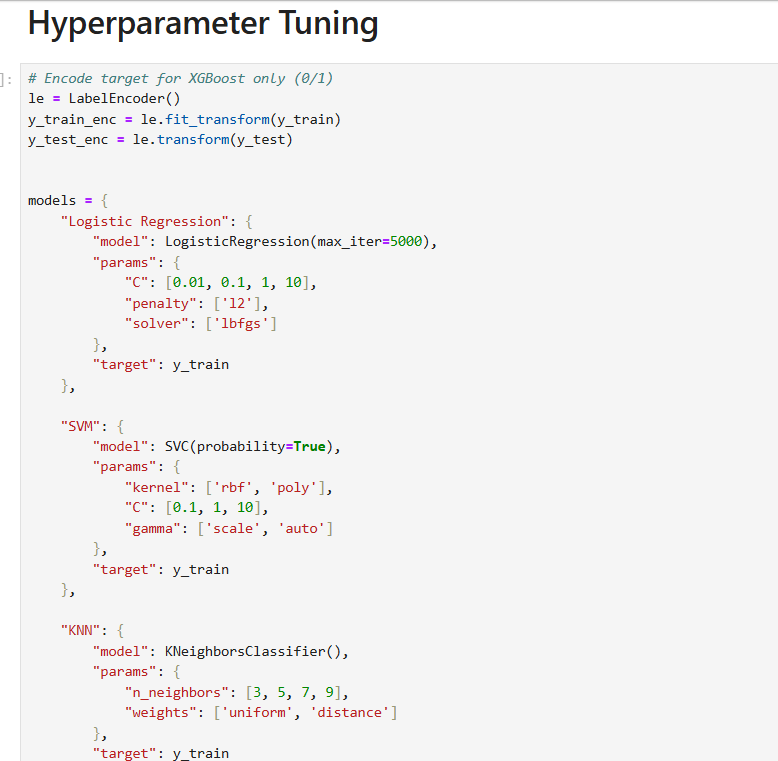 Hyperparameter Tuning
]:
# Encode target for XGBoost only (0/1)
le = LabelEncoder()
y_train_enc = le.fit_transform(y_train)
y_test_enc = le.transform(y_test)
models = {
    "Logistic Regression": {
        "model": LogisticRegression(max_iter=5000),
        "params": {
            "C": [0.01, 0.1, 1, 10],
            "penalty": ['l2'],
            "solver": ['lbfgs']
        },
        "target": y_train
    },
    "SVM": {
        "model": SVC(probability=True),
        "params": {
            "kernel": ['rbf', 'poly'],
            "C": [0.1, 1, 10],
            "gamma": ['scale', 'auto']
        },
        "target": y_train
    },
    "KNN": {
        "model": KNeighborsClassifier(),
        "params": {
            "n_neighbors": [3, 5, 7, 9],
            "weights": ['uniform', 'distance']
        },
        "target": y_train